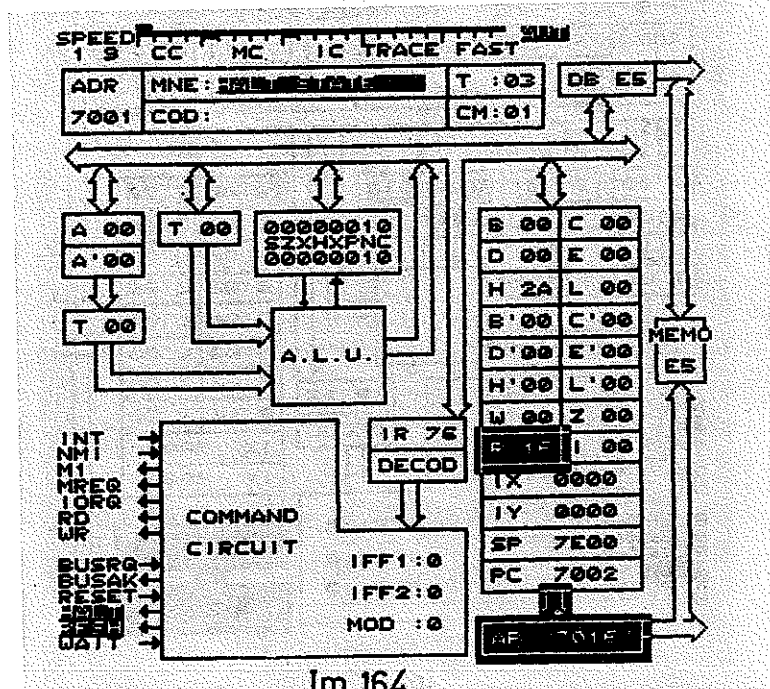 SPEED
1 9 CC MC IC TRACE FAST
ADR MNE: T :03 DB E5
7001 COD: CM:01
A 00 T 00 00000010 B 00 C 00
A'00 SZXHXPNC D 00 E 00
00000010 H 2A L 00
T 00 B'00 C'00 MEMO
A.L.U. D'00 E'00 E5
H'00 L'00
W 00 Z 00
INT IR 76 I 00
NMI DECOD
M1 IX 0000
MREQ
IORQ IY 0000
RD COMMAND SP 7E00
WR CIRCUIT
BUSRQ IFF1:0 PC 7002
BUSAK
RESET IFF2:0
MOD :0
WAIT
Im 164